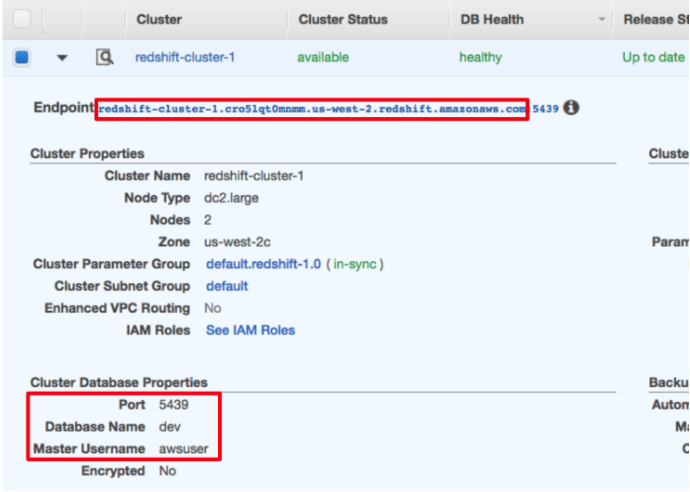 Cluster Cluster Status DB Health Release St
redshift-cluster-1 available healthy Up to date
Endpoint redshift-cluster-1.cro5lqt0mnmm.us-west-2.redshift.amazonaws.com:5439
Cluster Properties Cluste
Cluster Name redshift-cluster-1
Node Type dc2.large
Nodes 2
Zone us-west-2c Param
Cluster Parameter Group default.redshift-1.0 ( in-sync )
Cluster Subnet Group default
Enhanced VPC Routing No
IAM Roles See IAM Roles
Cluster Database Properties Backu
Port 5439 Autom
Database Name dev Ma
Master Username awsuser C
Encrypted No